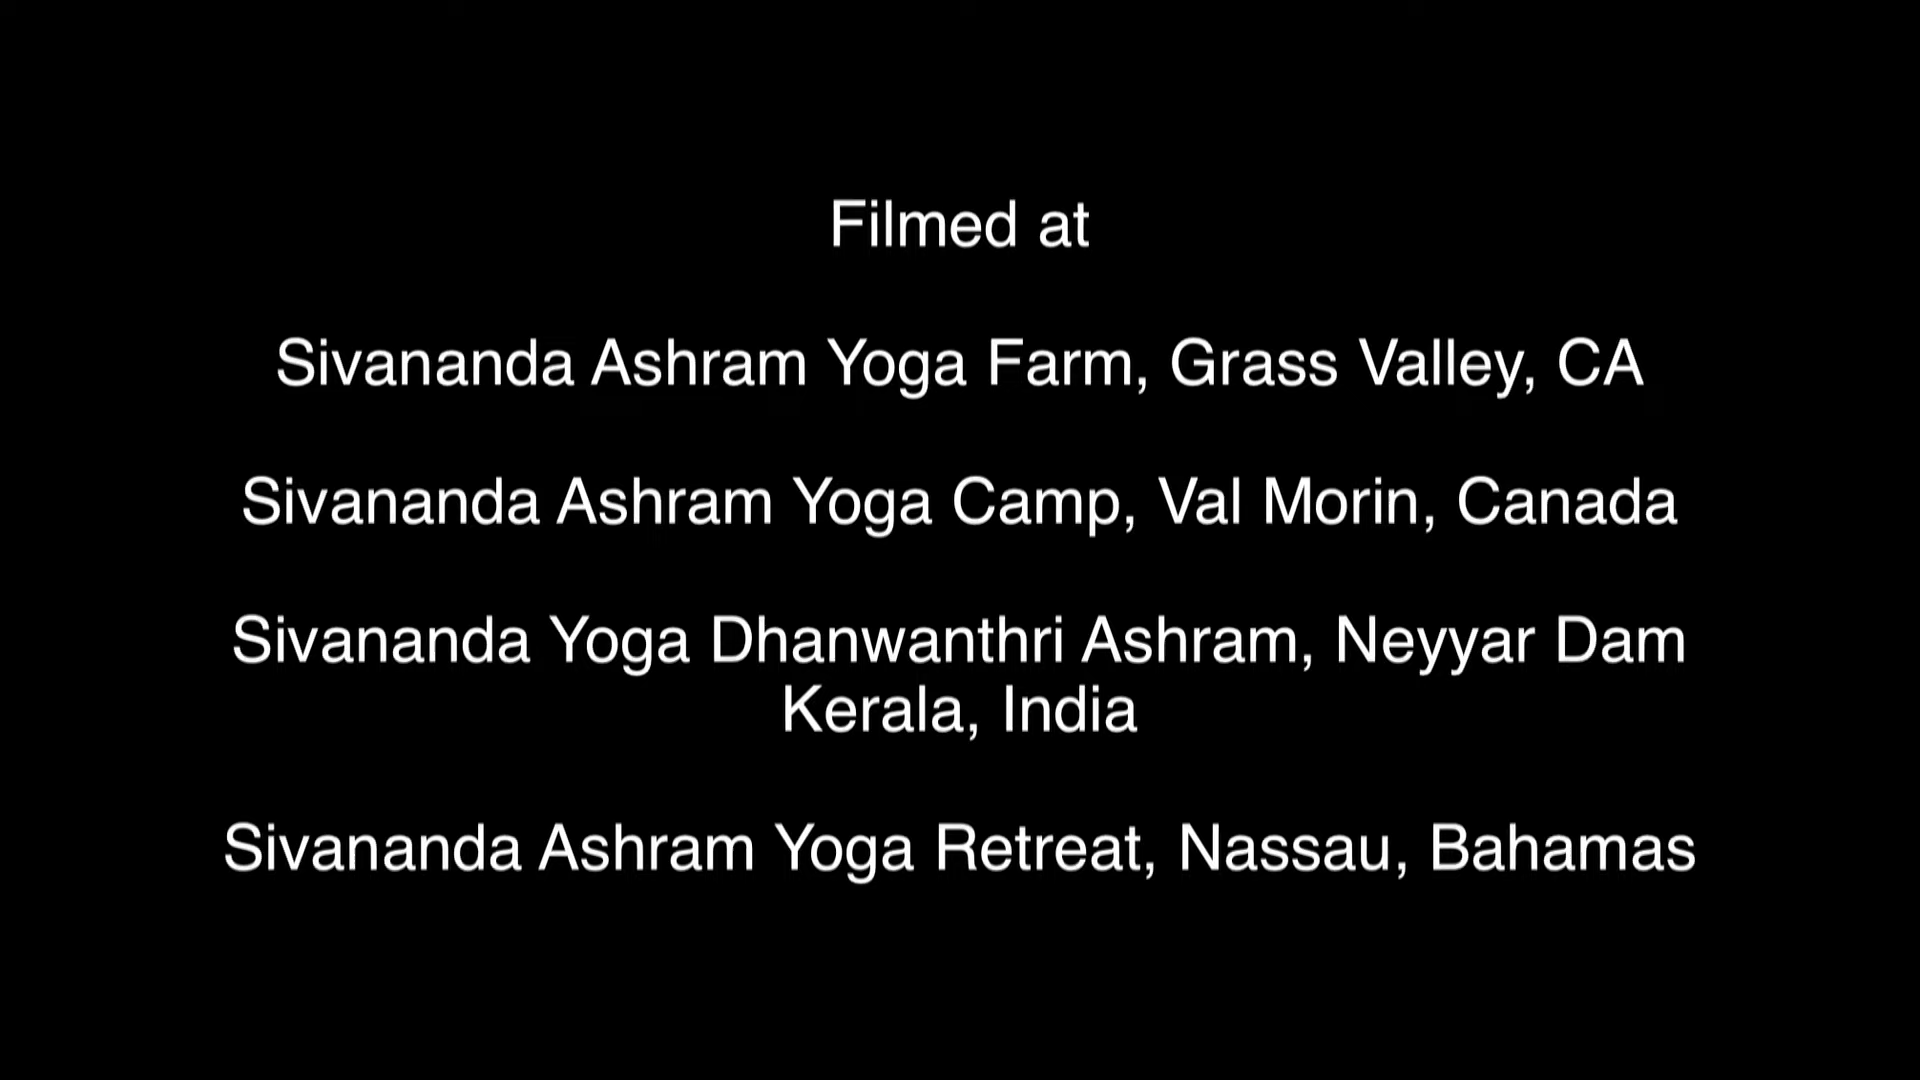 Filmed at
Sivananda Ashram Yoga Farm, Grass Valley, CA
Sivananda Ashram Yoga Camp, Val Morin, Canada
Sivananda Yoga Dhanwanthri Ashram, Neyyar Dam
Kerala, India
Sivananda Ashram Yoga Retreat, Nassau, Bahamas